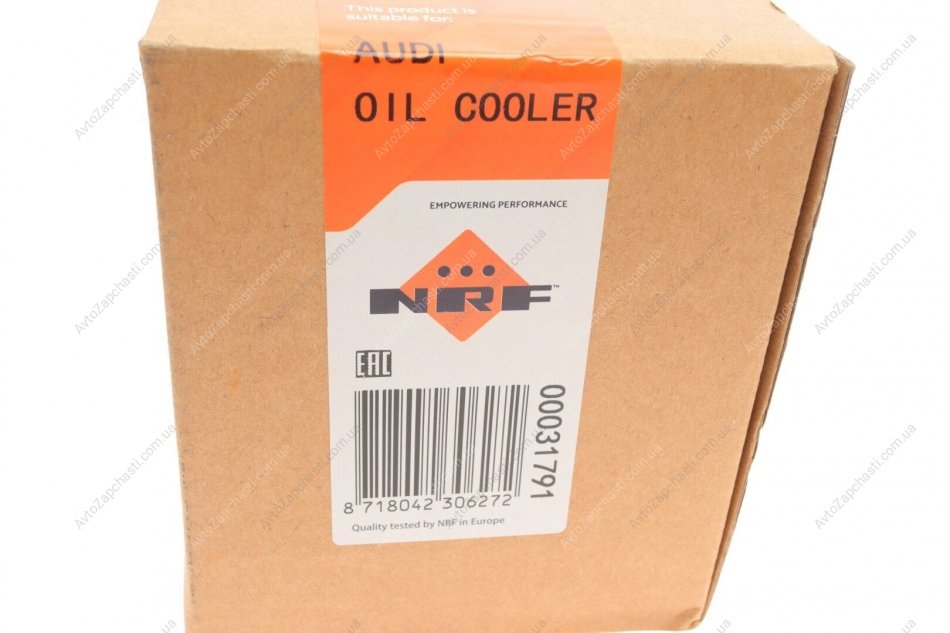 This product is
suitable for:
AUDI
OIL COOLER
EMPOWERING PERFORMANCE
NRF™
EAC
00031791
8 718042 306272
Quality tested by NRF in Europe
AvtoZapchasti.com.ua